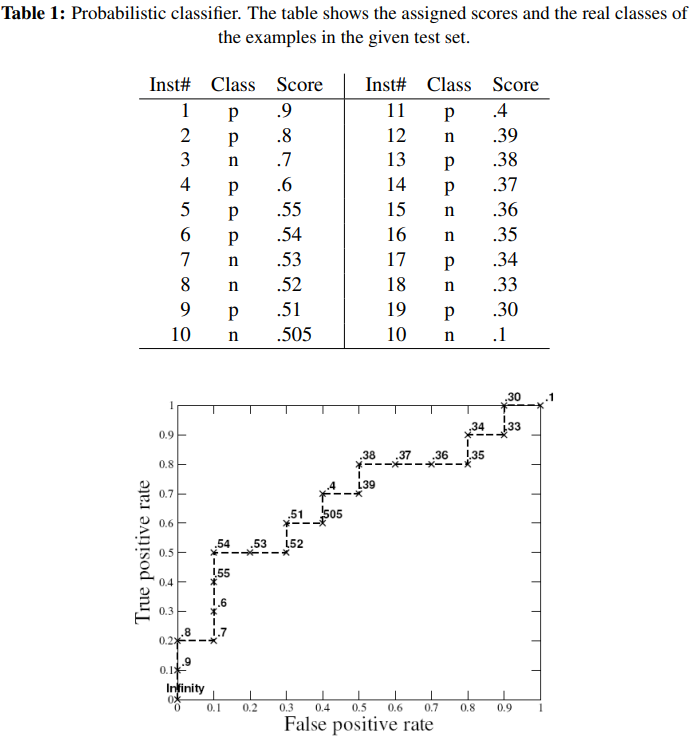 Table 1: Probabilistic classifier. The table shows the assigned scores and the real classes of
the examples in the given test set.
Inst# Class Score Inst# Class Score
1 p .9 11 p .4
2 p .8 12 n .39
3 n .7 13 p .38
4 p .6 14 p .37
5 p .55 15 n .36
6 p .54 16 n .35
7 n .53 17 p .34
8 n .52 18 n .33
9 p .51 19 p .30
10 n .505 10 n .1
.30 .1
1
.34 .33
0.9
.38 .37 .36 .35
0.8
.4 .39
0.7
.51 .505
0.6
.54 .53 .52
0.5
.55
0.4
.6
0.3
.8 .7
0.2
.9
0.1
Infinity
0
0 0.1 0.2 0.3 0.4 0.5 0.6 0.7 0.8 0.9 1
True positive rate
False positive rate